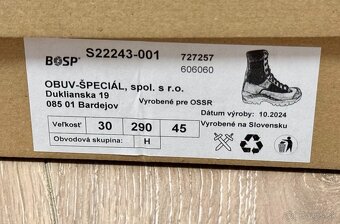 BOSP® S22243-001 727257
606060
OBUV-ŠPECIÁL, spol. s r.o.
Duklianska 19
085 01 Bardejov
Vyrobené pre OSSR
Dátum výroby: 10.2024
Vyrobené na Slovensku
Veľkosť 30 290 45
Obvodová skupina: H